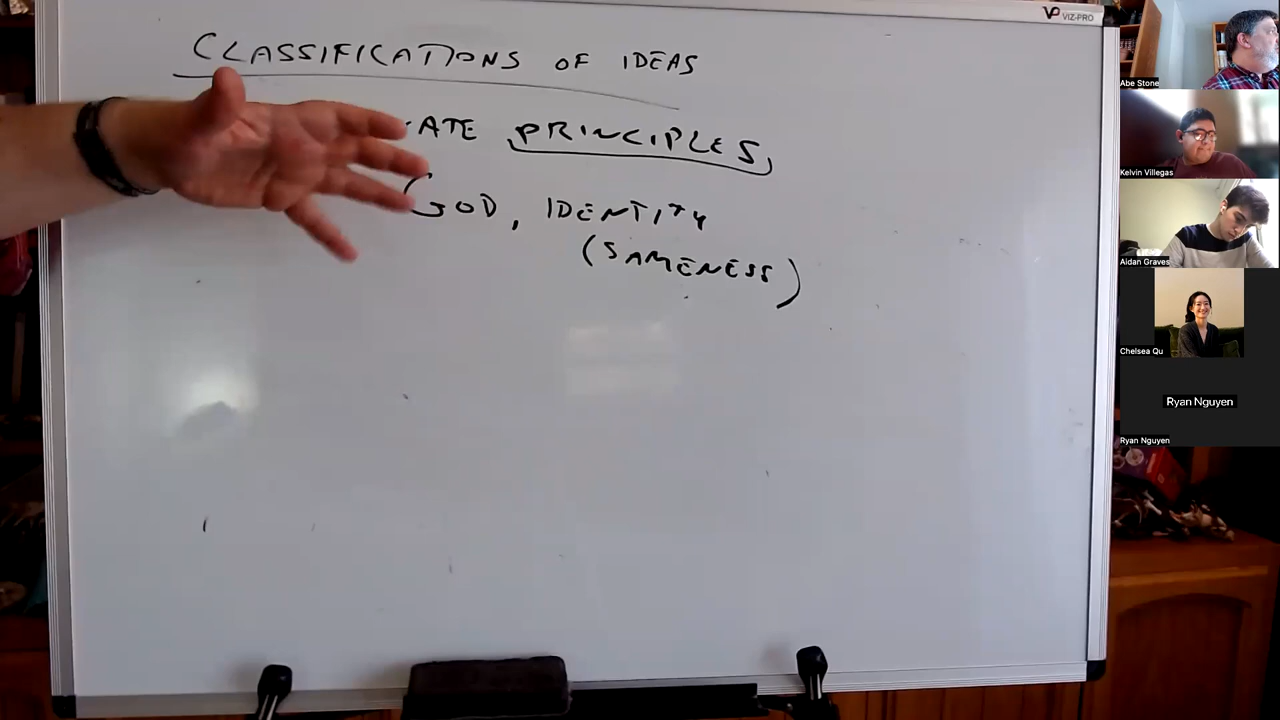 VP VIZ-PRO
CLASSIFICATIONS OF IDEAS
PRINCIPLES
GOD, IDENTITY
(SAMENESS)
Abe Stone
Kelvin Villegas
Aidan Graves
Chelsea Qu
Ryan Nguyen
Ryan Nguyen